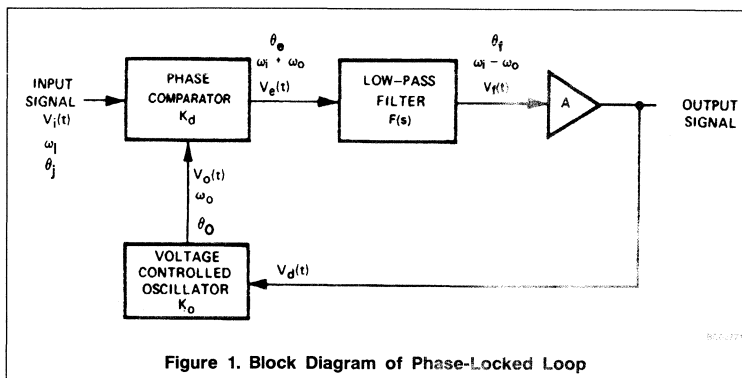 INPUT
SIGNAL
Vi(t)
ωI
θj
PHASE
COMPARATOR
Kd
θe
ωi + ωo
Ve(t)
LOW-PASS
FILTER
F(s)
θf
ωi – ωo
Vf(t)
A
OUTPUT
SIGNAL
Vo(t)
ωo
θO
VOLTAGE
CONTROLLED
OSCILLATOR
Ko
Vd(t)
Figure 1. Block Diagram of Phase-Locked Loop